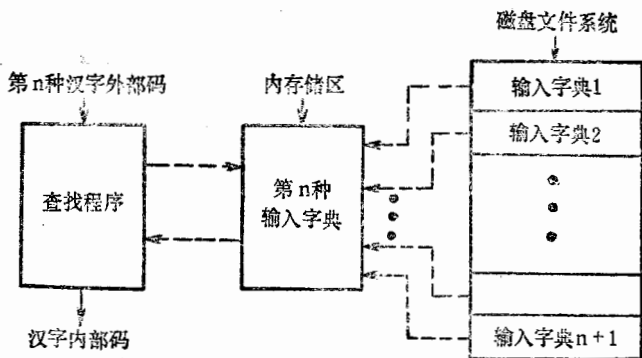 磁盘文件系统
第n种汉字外部码
内存储区
输入字典1
输入字典2
查找程序
第n种
输入字典
汉字内部码
输入字典n+1